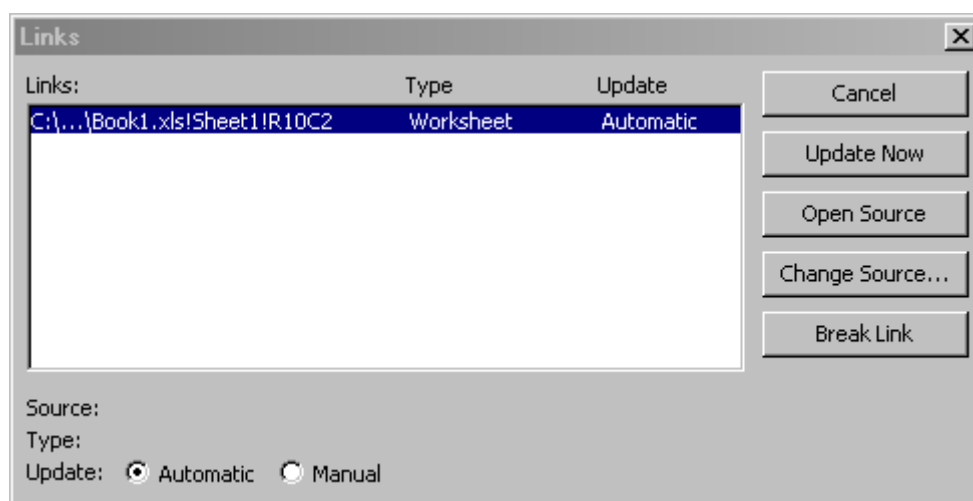 Links
Links: Type Update
C:\...\Book1.xls!Sheet1!R10C2 Worksheet Automatic
Cancel
Update Now
Open Source
Change Source...
Break Link
Source:
Type:
Update: Automatic Manual